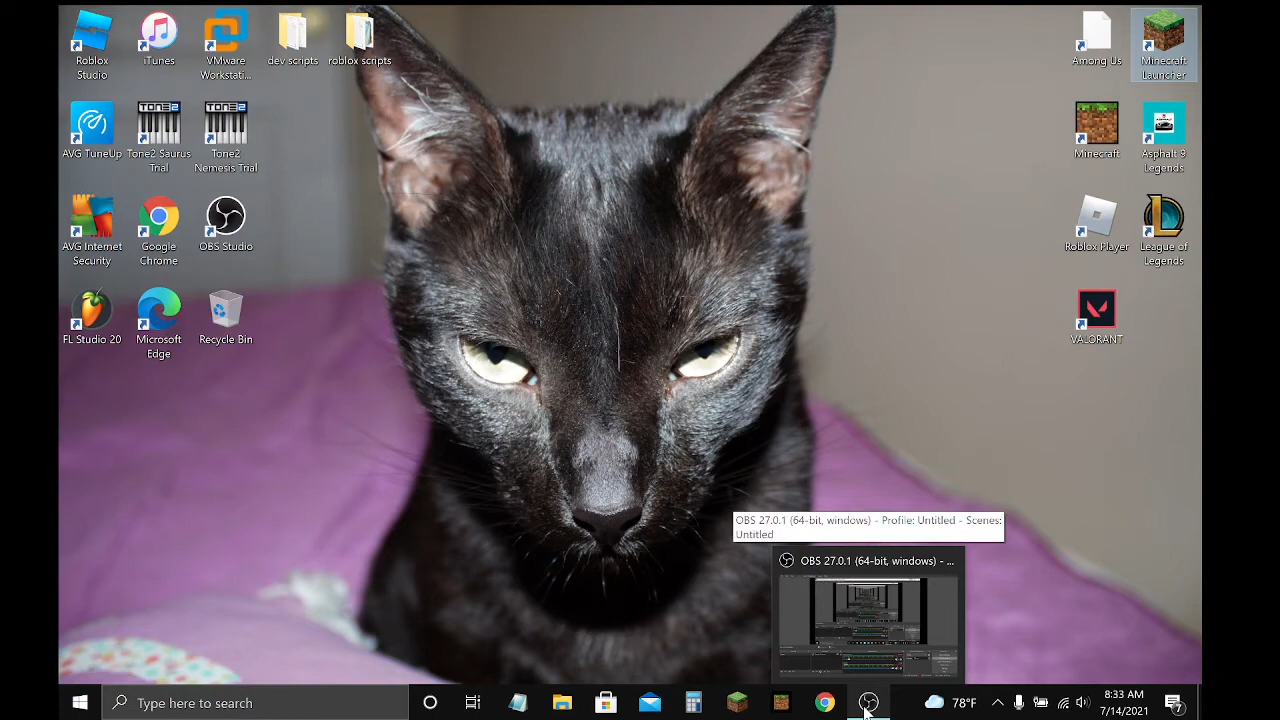 Roblox
Studio
iTunes
VMware
Workstati...
dev scripts
roblox scripts
Among Us
Minecraft
Launcher
AVG TuneUp
TONE2
Tone2 Saurus
Trial
TONE2
Tone2
Nemesis Trial
Minecraft
Asphalt 9
Legends
AVG Internet
Security
Google
Chrome
OBS Studio
Roblox Player
League of
Legends
FL Studio 20
Microsoft
Edge
Recycle Bin
VALORANT
OBS 27.0.1 (64-bit, windows) - Profile: Untitled - Scenes:
Untitled
OBS 27.0.1 (64-bit, windows) - ...
Type here to search
78°F
8:33 AM
7/14/2021
7